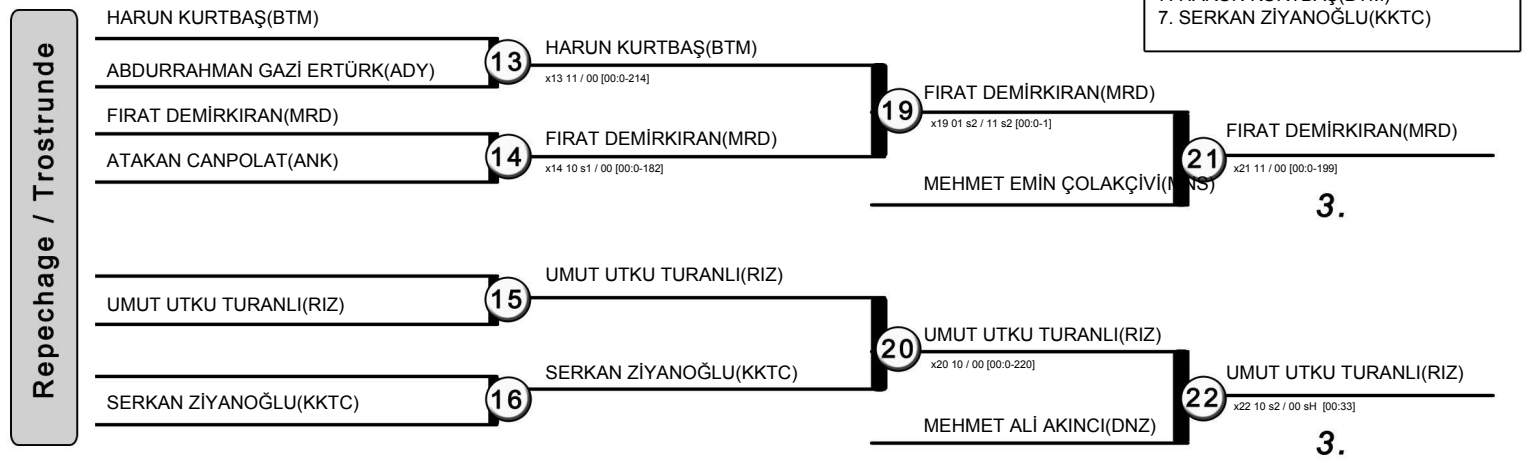 7. SERKAN ZİYANOĞLU(KKTC)
Repechage / Trostrunde
HARUN KURTBAŞ(BTM)
ABDURRAHMAN GAZİ ERTÜRK(ADY)
13
HARUN KURTBAŞ(BTM)
x13 11 / 00 [00:0-214]
FIRAT DEMİRKIRAN(MRD)
ATAKAN CANPOLAT(ANK)
14
FIRAT DEMİRKIRAN(MRD)
x14 10 s1 / 00 [00:0-182]
19
FIRAT DEMİRKIRAN(MRD)
x19 01 s2 / 11 s2 [00:0-1]
MEHMET EMİN ÇOLAKÇİVİ(MNS)
21
FIRAT DEMİRKIRAN(MRD)
x21 11 / 00 [00:0-199]
3.
UMUT UTKU TURANLI(RIZ)
15
UMUT UTKU TURANLI(RIZ)
SERKAN ZİYANOĞLU(KKTC)
16
SERKAN ZİYANOĞLU(KKTC)
20
UMUT UTKU TURANLI(RIZ)
x20 10 / 00 [00:0-220]
MEHMET ALİ AKINCI(DNZ)
22
UMUT UTKU TURANLI(RIZ)
x22 10 s2 / 00 sH [00:33]
3.